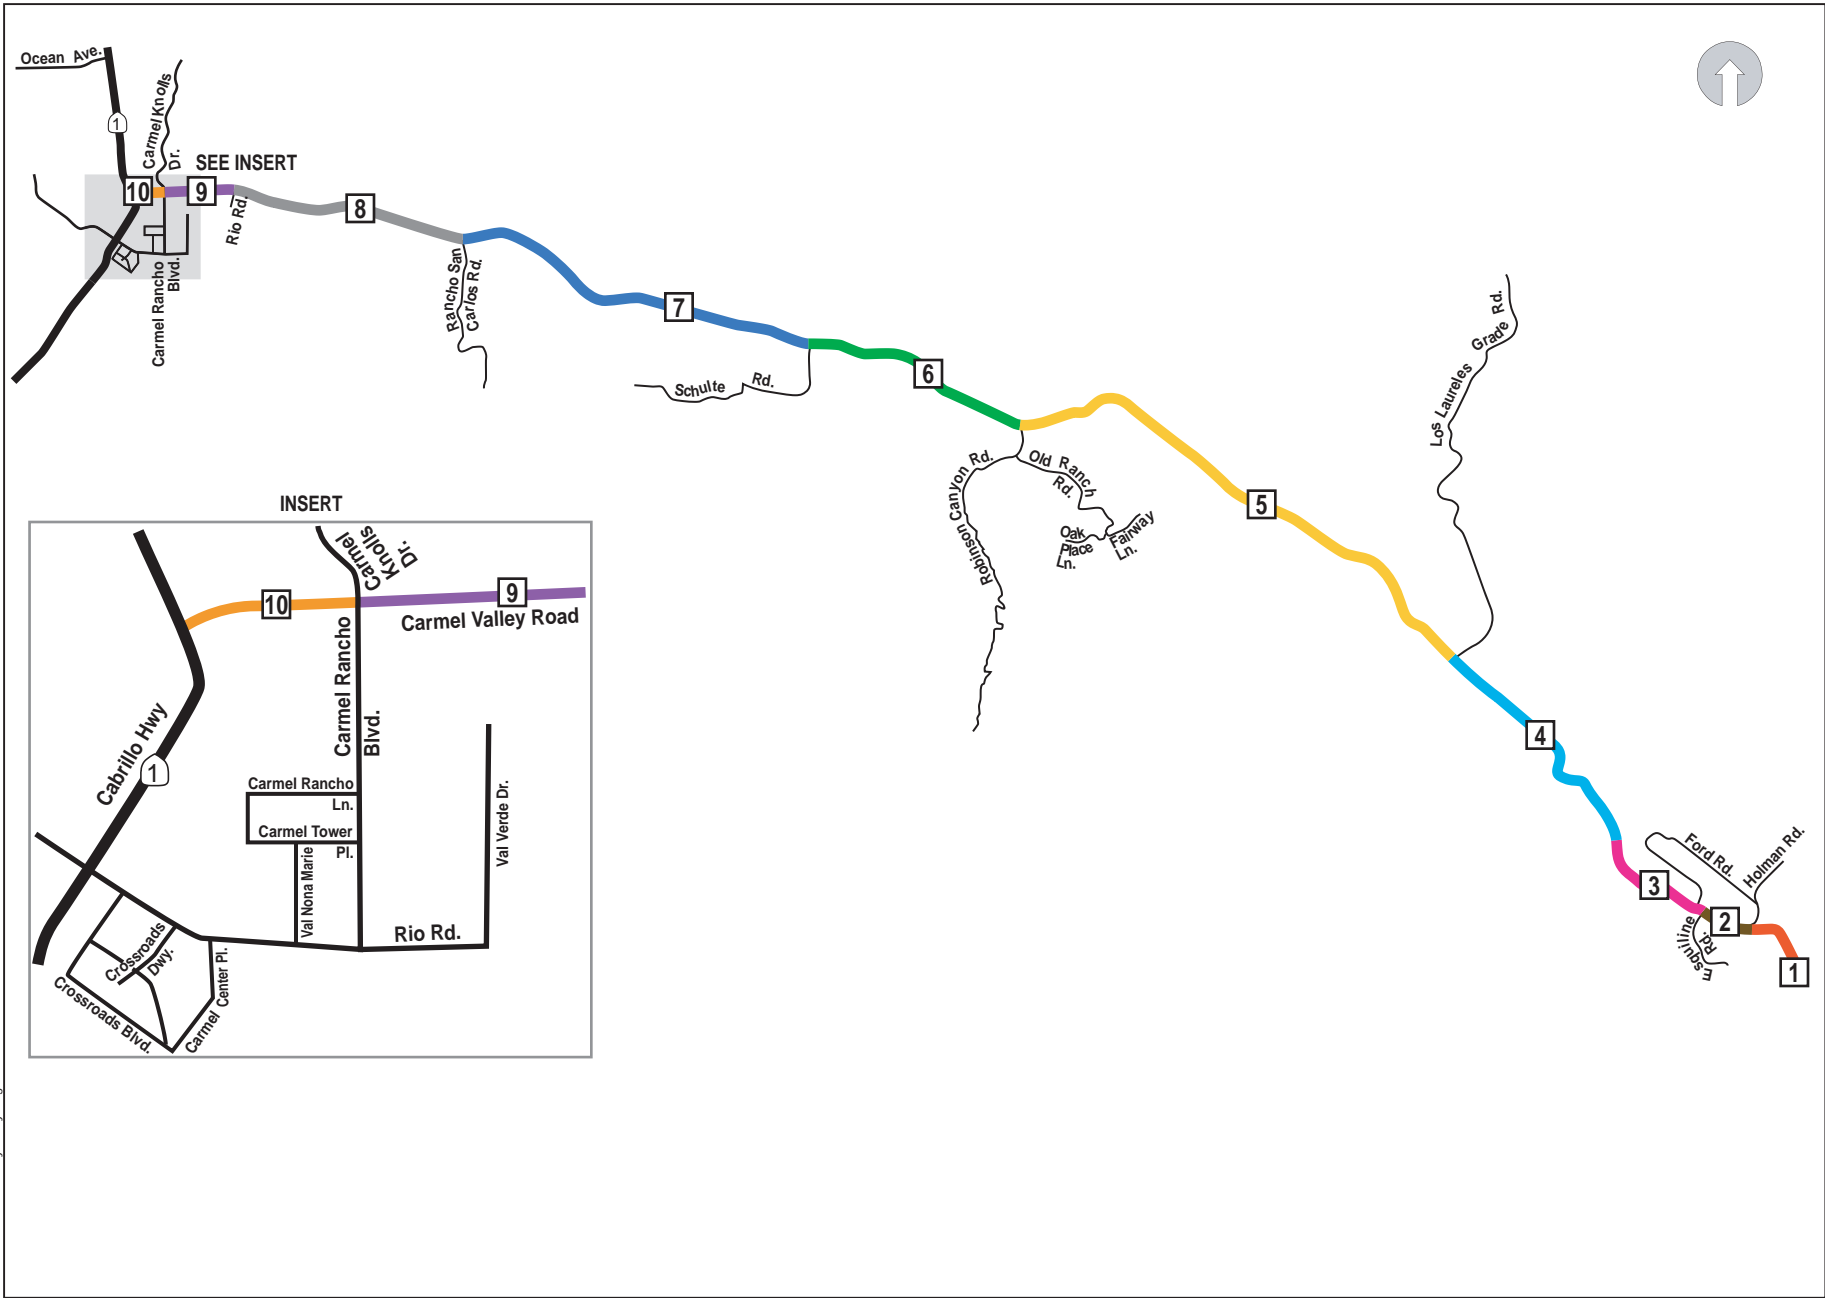 Ocean Ave.
1
Carmel Knolls
Dr.
SEE INSERT
10
9
Rio Rd.
8
Carmel Rancho
Blvd.
Rancho San
Carlos Rd.
7
Schulte Rd.
6
Robinson Canyon Rd.
Old Ranch
Rd.
Oak
Place
Ln.
Fairway
Ln.
5
Los Laureles Grade Rd.
4
3
Ford Rd.
Holman Rd.
2
Esquiline
Rd.
1
INSERT
Carmel
Knolls
Dr.
10
9
Carmel Valley Road
Carmel Rancho
Blvd.
Cabrillo Hwy
1
Carmel Rancho
Ln.
Carmel Tower
Pl.
Val Nona Marie
Val Verde Dr.
Rio Rd.
Crossroads
Dwy.
Crossroads Blvd.
Carmel Center Pl.